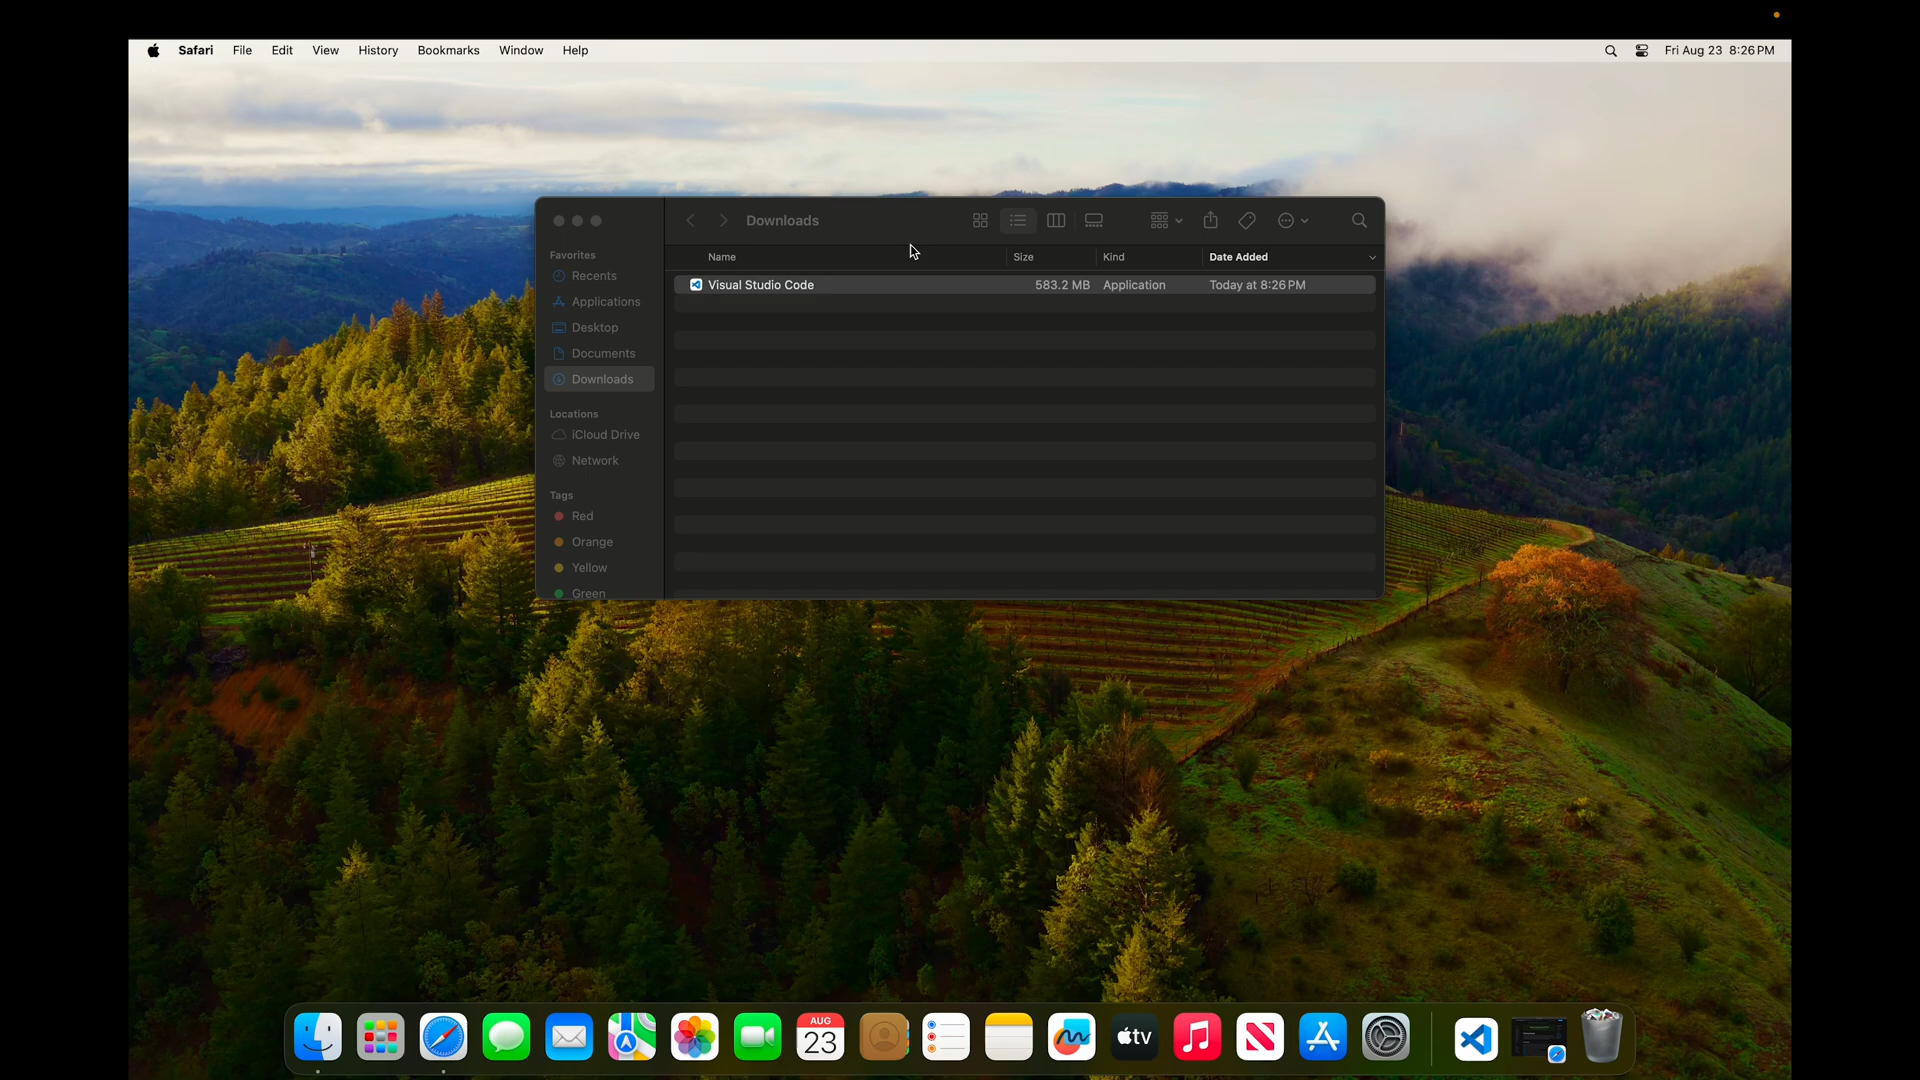 Safari File Edit View History Bookmarks Window Help Fri Aug 23 8:26 PM
Downloads
Favorites
Recents
Applications
Desktop
Documents
Downloads
Locations
iCloud Drive
Network
Tags
Red
Orange
Yellow
Green
Name Size Kind Date Added
Visual Studio Code 583.2 MB Application Today at 8:26 PM
AUG
23
tv